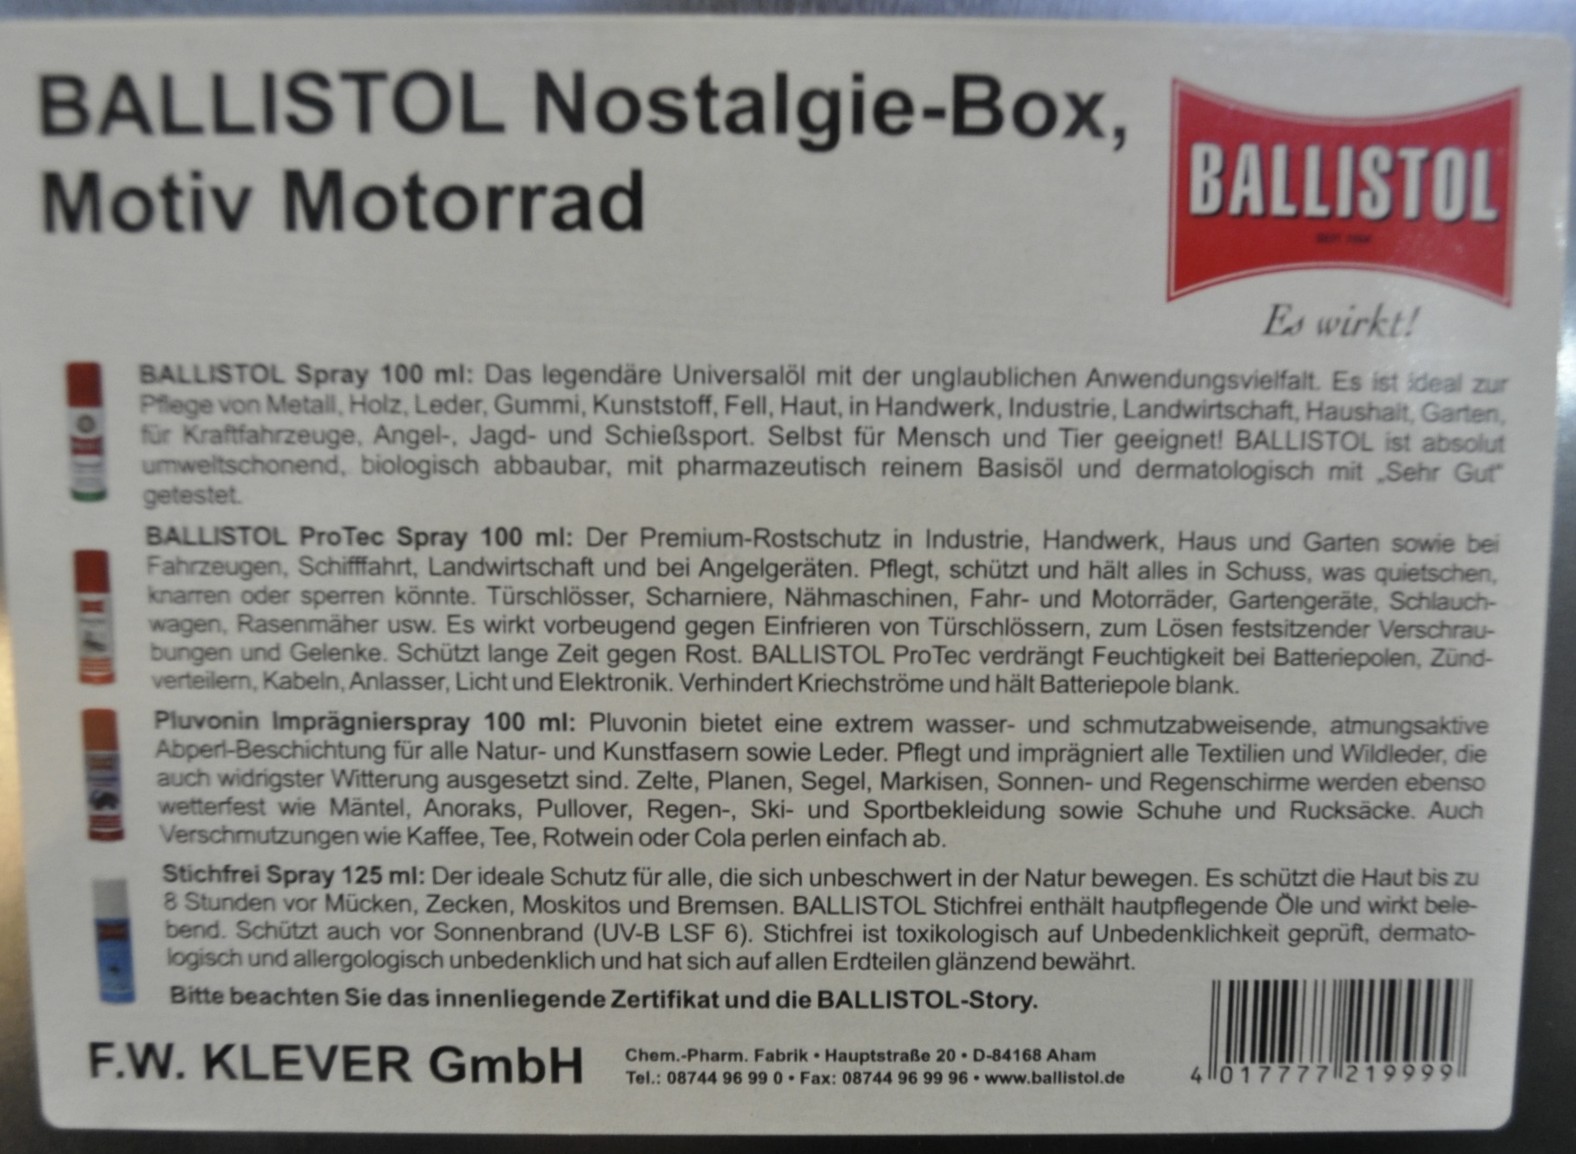 BALLISTOL Nostalgie-Box,
Motiv Motorrad
BALLISTOL
Es wirkt!
BALLISTOL Spray 100 ml: Das legendäre Universalöl mit der unglaublichen Anwendungsvielfalt. Es ist ideal zur
Pflege von Metall, Holz, Leder, Gummi, Kunststoff, Fell, Haut, in Handwerk, Industrie, Landwirtschaft, Haushalt, Garten,
für Kraftfahrzeuge, Angel-, Jagd- und Schießsport. Selbst für Mensch und Tier geeignet! BALLISTOL ist absolut
umweltschonend, biologisch abbaubar, mit pharmazeutisch reinem Basisöl und dermatologisch mit „Sehr Gut“
getestet.
BALLISTOL ProTec Spray 100 ml: Der Premium-Rostschutz in Industrie, Handwerk, Haus und Garten sowie bei
Fahrzeugen, Schifffahrt, Landwirtschaft und bei Angelgeräten. Pflegt, schützt und hält alles in Schuss, was quietschen,
knarren oder sperren könnte. Türschlösser, Scharniere, Nähmaschinen, Fahr- und Motorräder, Gartengeräte, Schlauch-
wagen, Rasenmäher usw. Es wirkt vorbeugend gegen Einfrieren von Türschlössern, zum Lösen festsitzender Verschrau-
bungen und Gelenke. Schützt lange Zeit gegen Rost. BALLISTOL ProTec verdrängt Feuchtigkeit bei Batteriepolen, Zünd-
verteilern, Kabeln, Anlasser, Licht und Elektronik. Verhindert Kriechströme und hält Batteriepole blank.
Pluvonin Imprägnierspray 100 ml: Pluvonin bietet eine extrem wasser- und schmutzabweisende, atmungsaktive
Abperl-Beschichtung für alle Natur- und Kunstfasern sowie Leder. Pflegt und imprägniert alle Textilien und Wildleder, die
auch widrigster Witterung ausgesetzt sind. Zelte, Planen, Segel, Markisen, Sonnen- und Regenschirme werden ebenso
wetterfest wie Mäntel, Anoraks, Pullover, Regen-, Ski- und Sportbekleidung sowie Schuhe und Rucksäcke. Auch
Verschmutzungen wie Kaffee, Tee, Rotwein oder Cola perlen einfach ab.
Stichfrei Spray 125 ml: Der ideale Schutz für alle, die sich unbeschwert in der Natur bewegen. Es schützt die Haut bis zu
8 Stunden vor Mücken, Zecken, Moskitos und Bremsen. BALLISTOL Stichfrei enthält hautpflegende Öle und wirkt bele-
bend. Schützt auch vor Sonnenbrand (UV-B LSF 6). Stichfrei ist toxikologisch auf Unbedenklichkeit geprüft, dermato-
logisch und allergologisch unbedenklich und hat sich auf allen Erdteilen glänzend bewährt.
Bitte beachten Sie das innenliegende Zertifikat und die BALLISTOL-Story.
F.W. KLEVER GmbH
Chem.-Pharm. Fabrik • Hauptstraße 20 • D-84168 Aham
Tel.: 08744 96 99 0 • Fax: 08744 96 99 96 • www.ballistol.de
4 017777 219999